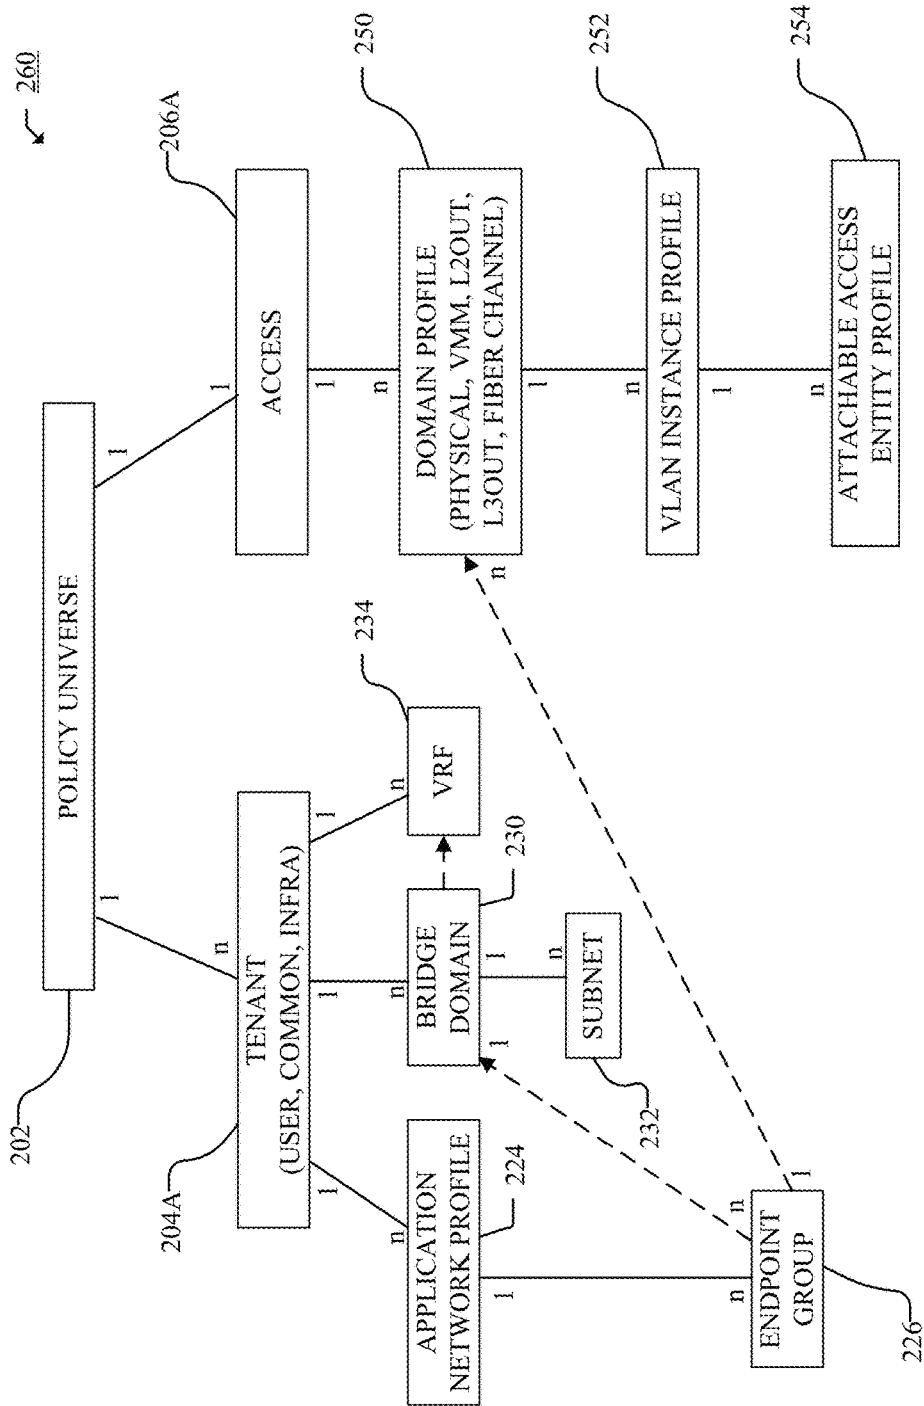 260
202
POLICY UNIVERSE
1
1
n
1
204A
TENANT
(USER, COMMON, INFRA)
206A
ACCESS
1
1
1
1
n
n
n
n
APPLICATION
NETWORK PROFILE
224
BRIDGE
DOMAIN
230
VRF
234
DOMAIN PROFILE
(PHYSICAL, VMM, L2OUT,
L3OUT, FIBER CHANNEL)
250
1
1
1
1
n
n
n
232
SUBNET
VLAN INSTANCE PROFILE
252
1
n
n
n
1
ENDPOINT
GROUP
226
ATTACHABLE ACCESS
ENTITY PROFILE
254